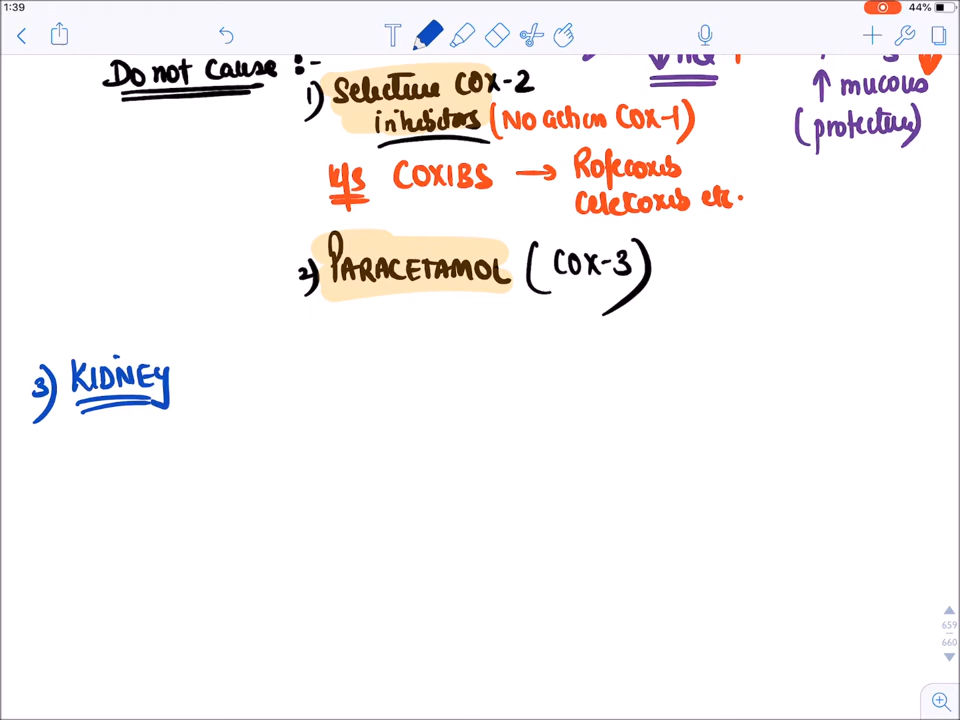 1:39
44%
T
Do not Cause :-
↑ mucous
(protective)
1) Selective COX-2
inhibitors (No action COX-1)
COXIBS → Rofecoxib
Celecoxib etc.
2) PARACETAMOL (COX-3)
3) KIDNEY
659
660